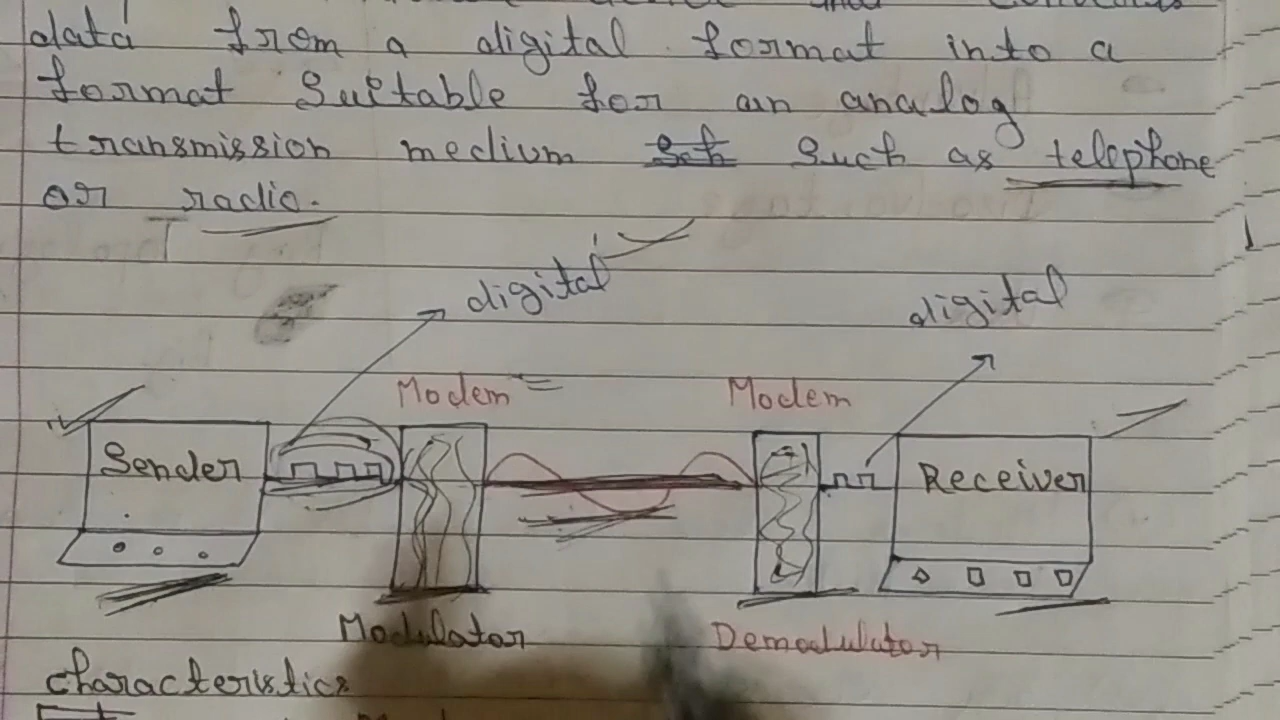 data from a digital format into a
format Suitable for an analog
transmission medium such as telephone
or radio.
digital
digital
Modem
Modem
Sender
Receiver
Modulator
Demodulator
characteristics